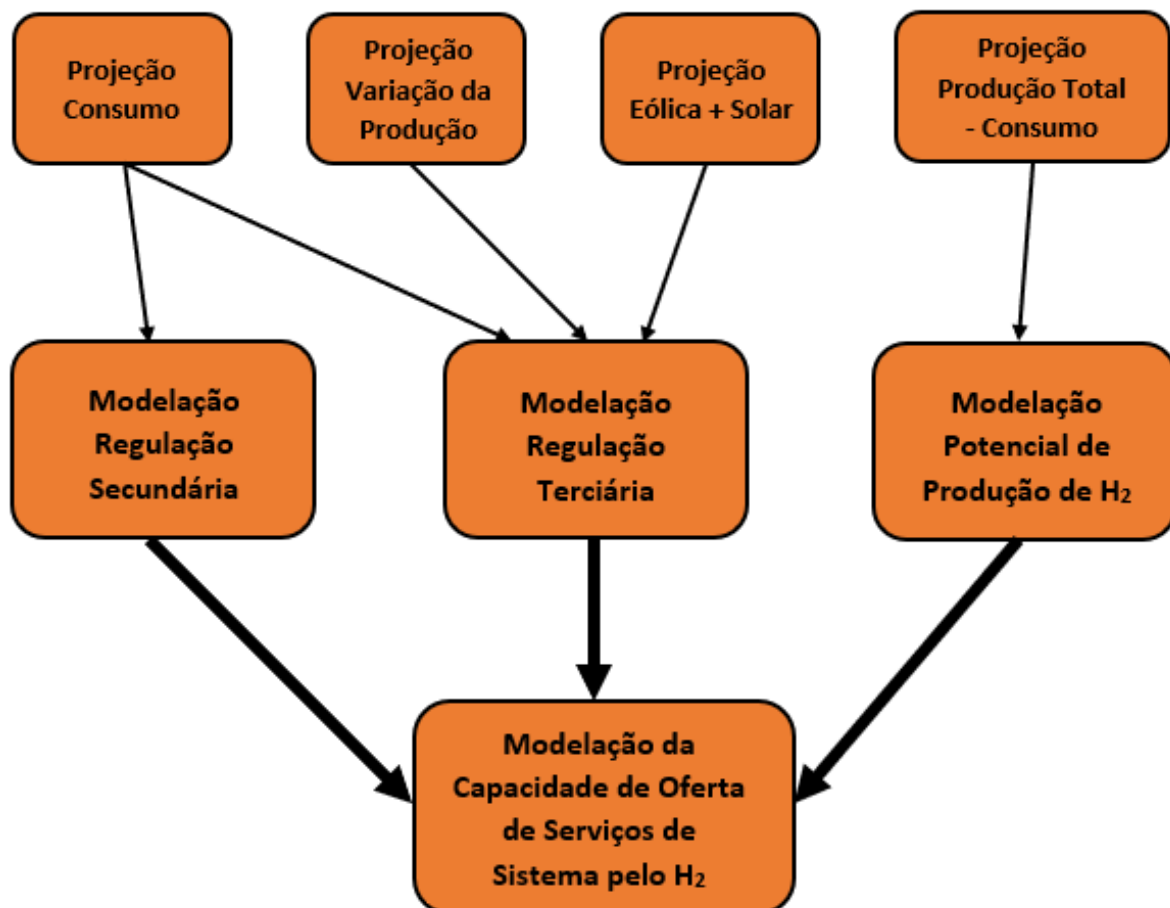 Projeção
Consumo
Projeção
Variação da
Produção
Projeção
Eólica + Solar
Projeção
Produção Total
- Consumo
Modelação
Regulação
Secundária
Modelação
Regulação
Terciária
Modelação
Potencial de
Produção de H₂
Modelação da
Capacidade de Oferta
de Serviços de
Sistema pelo H₂